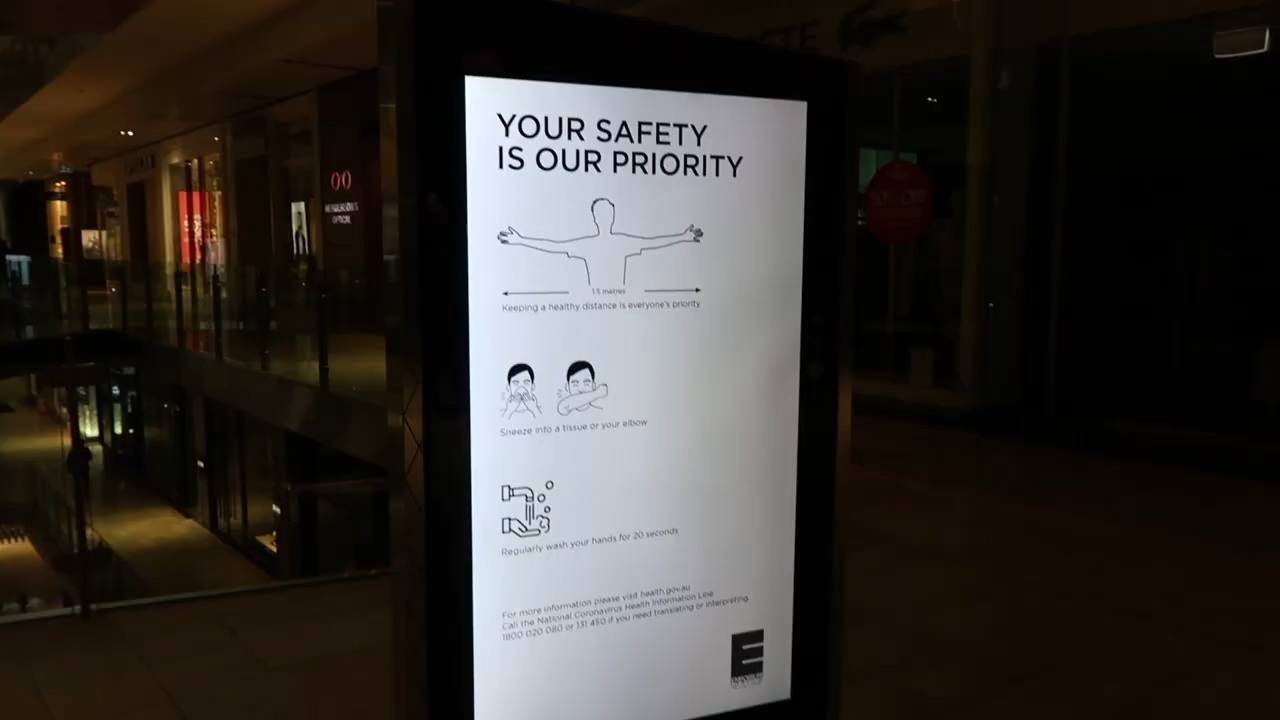 YOUR SAFETY
IS OUR PRIORITY
1.5 metres
Keeping a healthy distance is everyone's priority
Sneeze into a tissue or your elbow
Regularly wash your hands for 20 seconds
For more information please visit health.gov.au
Call the National Coronavirus Health Information Line
1800 020 080 or 131 450 if you need translating or interpreting.
E
EMPORIUM